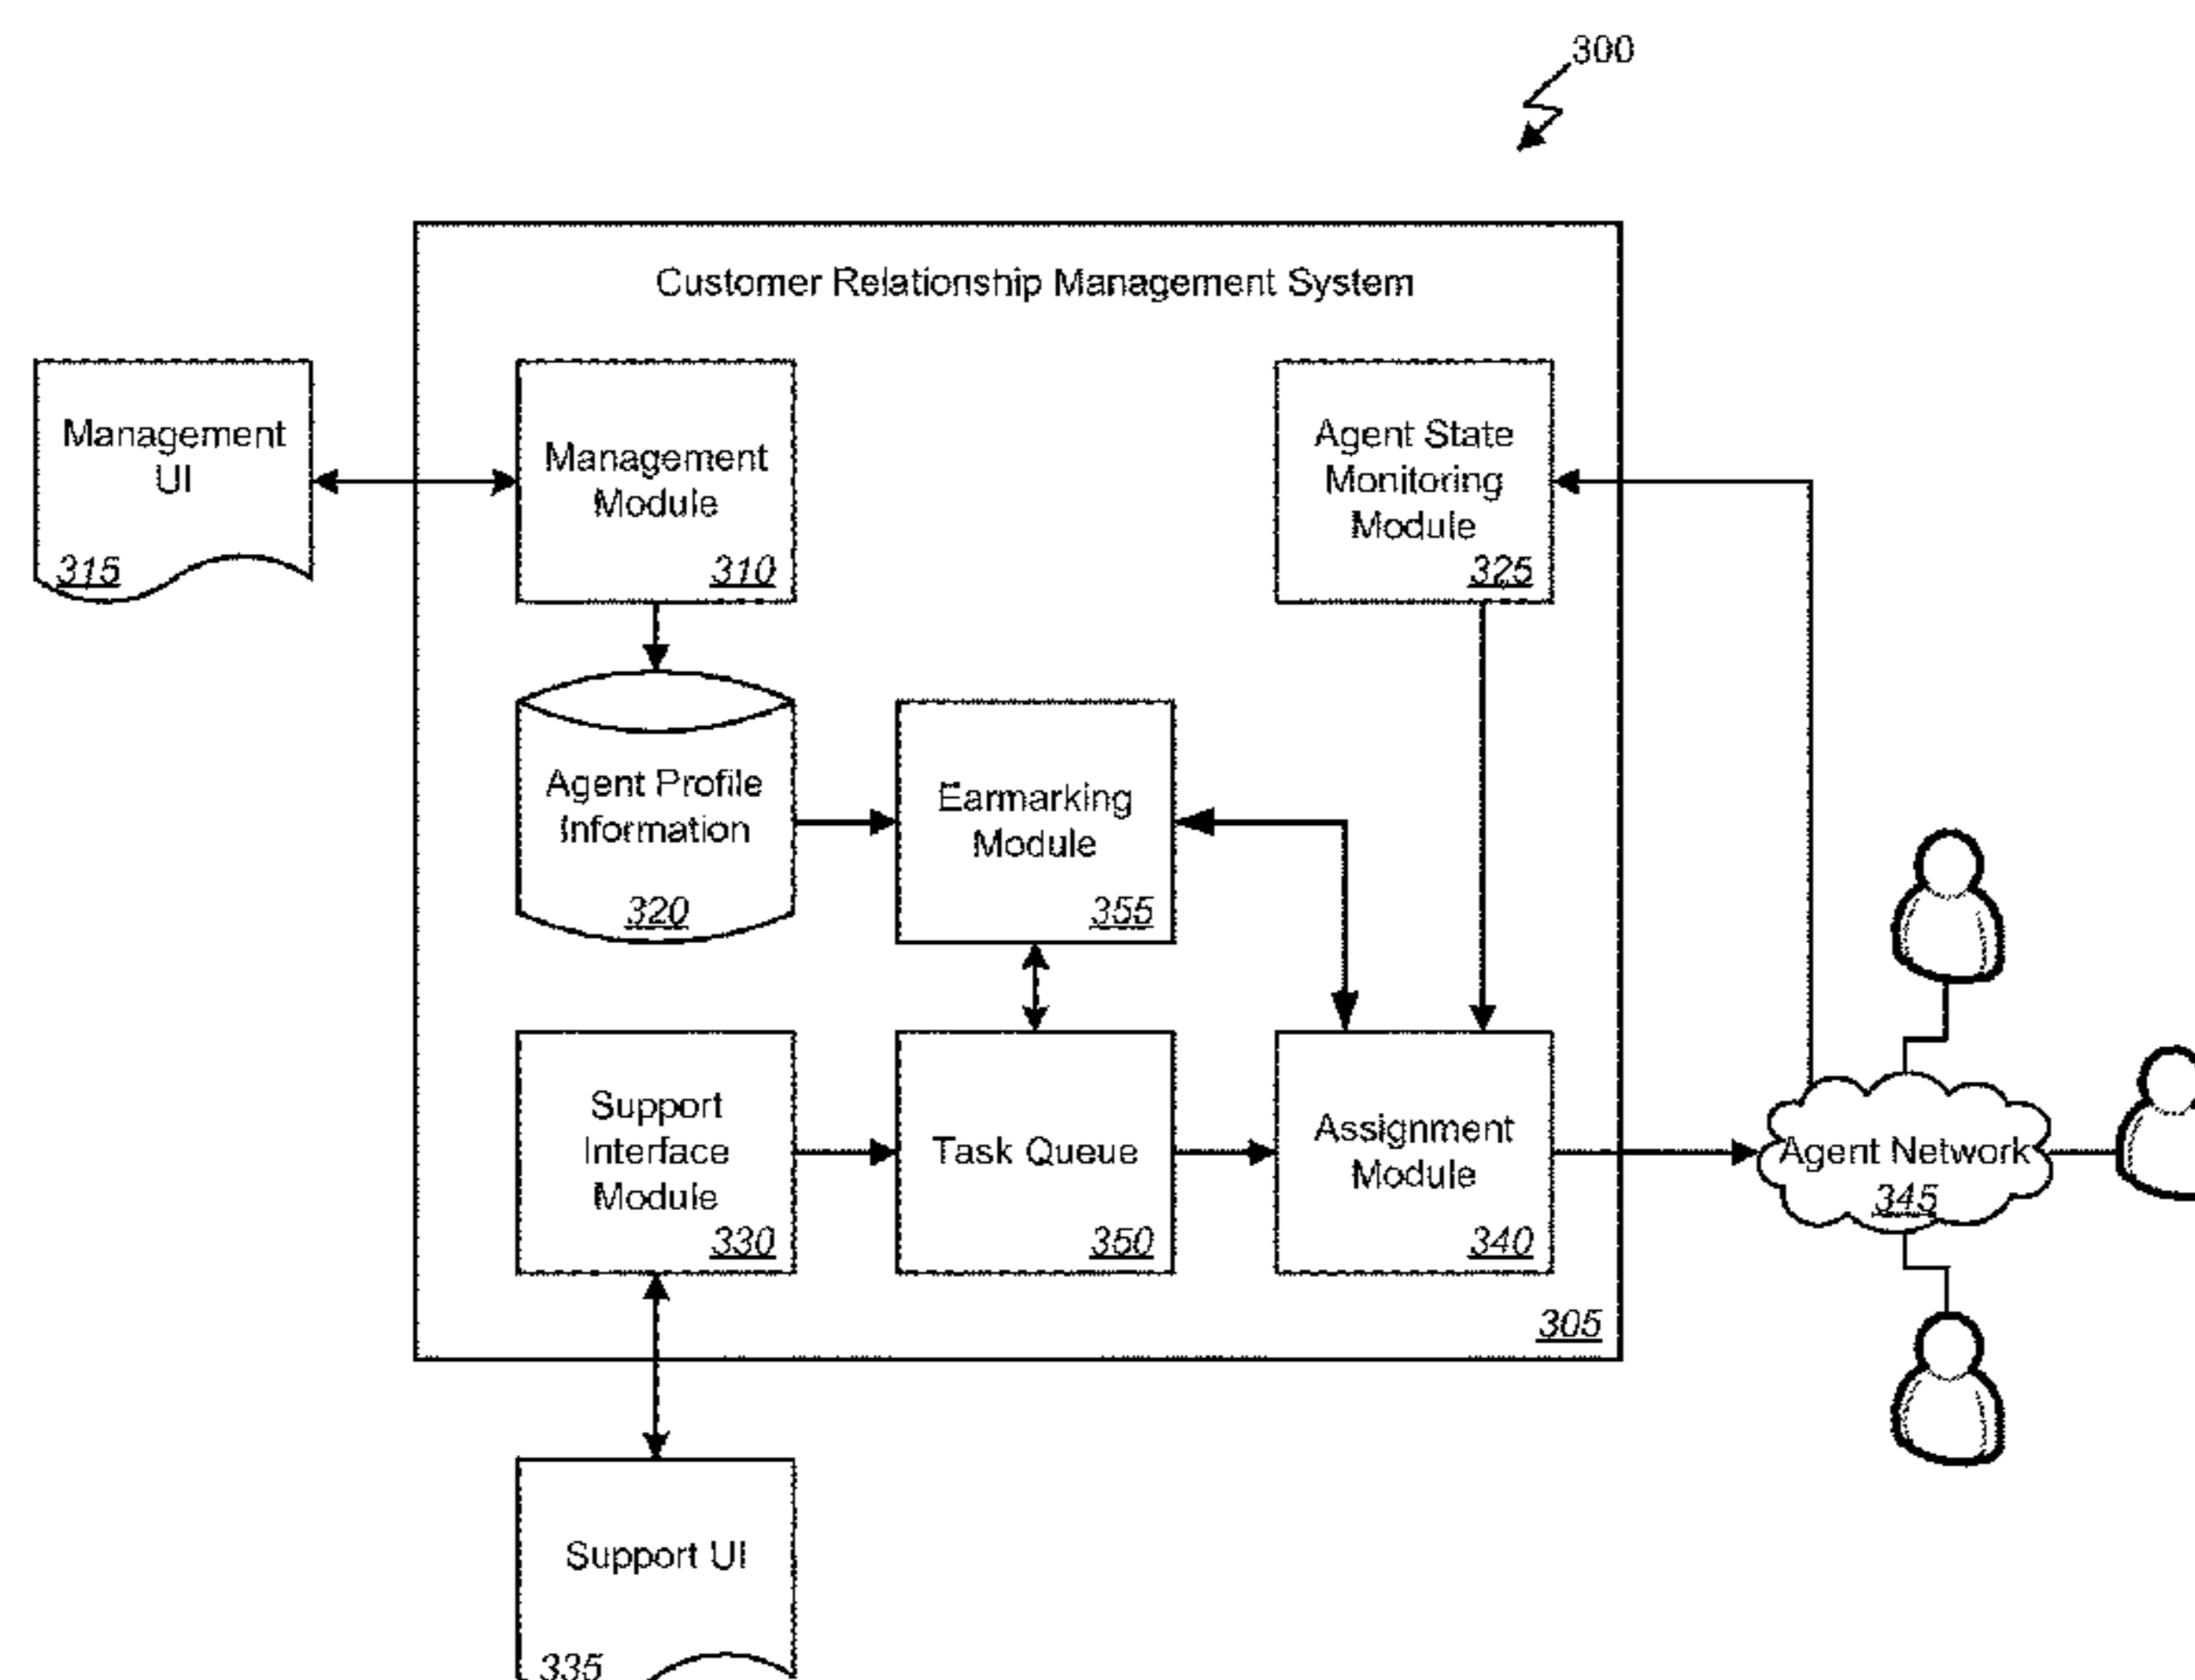 300
Customer Relationship Management System
Management
UI
315
Management
Module
310
Agent State
Monitoring
Module
325
Agent Profile
Information
320
Earmarking
Module
355
Support
Interface
Module
330
Task Queue
350
Assignment
Module
340
Agent Network
345
305
Support UI
335